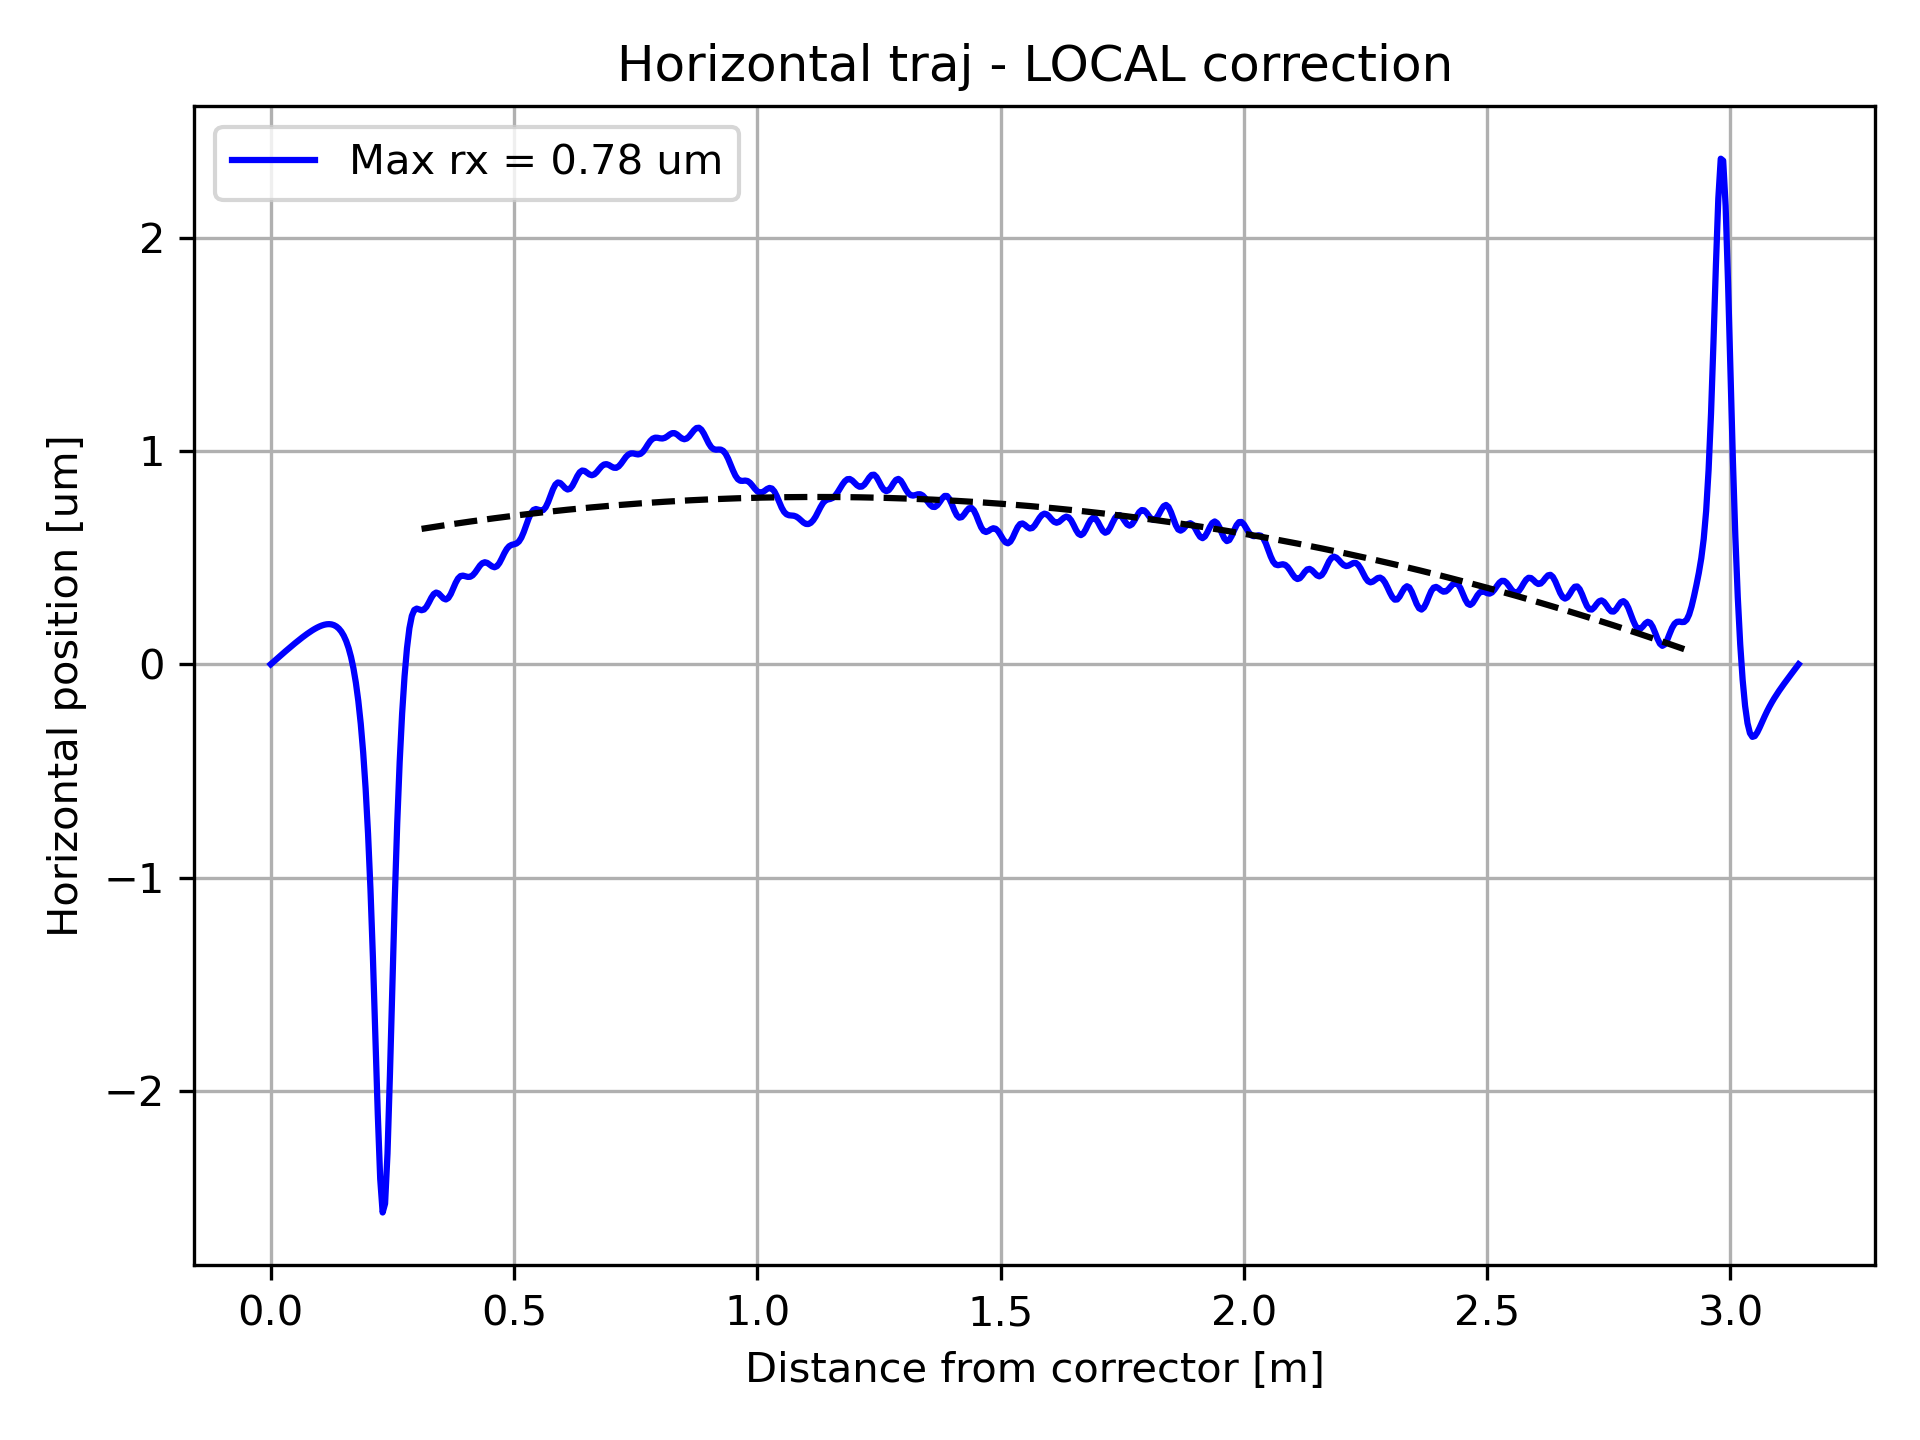 Horizontal traj - LOCAL correction
Max rx = 0.78 um
Horizontal position [um]
2
1
0
−1
−2
0.0 0.5 1.0 1.5 2.0 2.5 3.0
Distance from corrector [m]